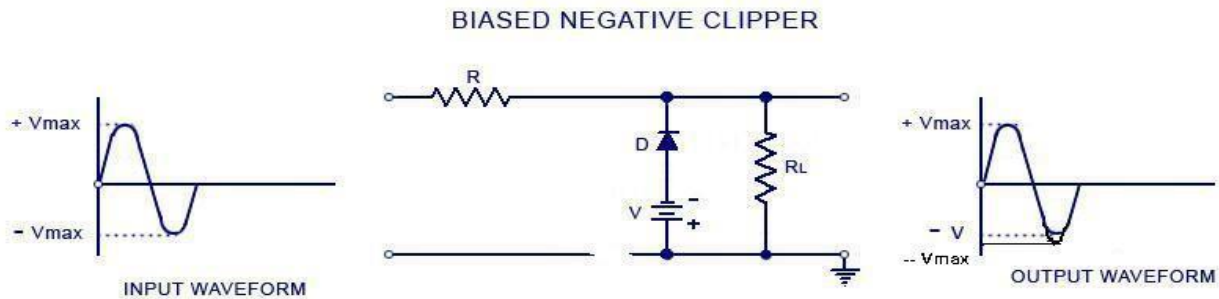 BIASED NEGATIVE CLIPPER
R
+ Vmax
- Vmax
INPUT WAVEFORM
D
V
-
+
RL
+ Vmax
- V
-- Vmax
OUTPUT WAVEFORM